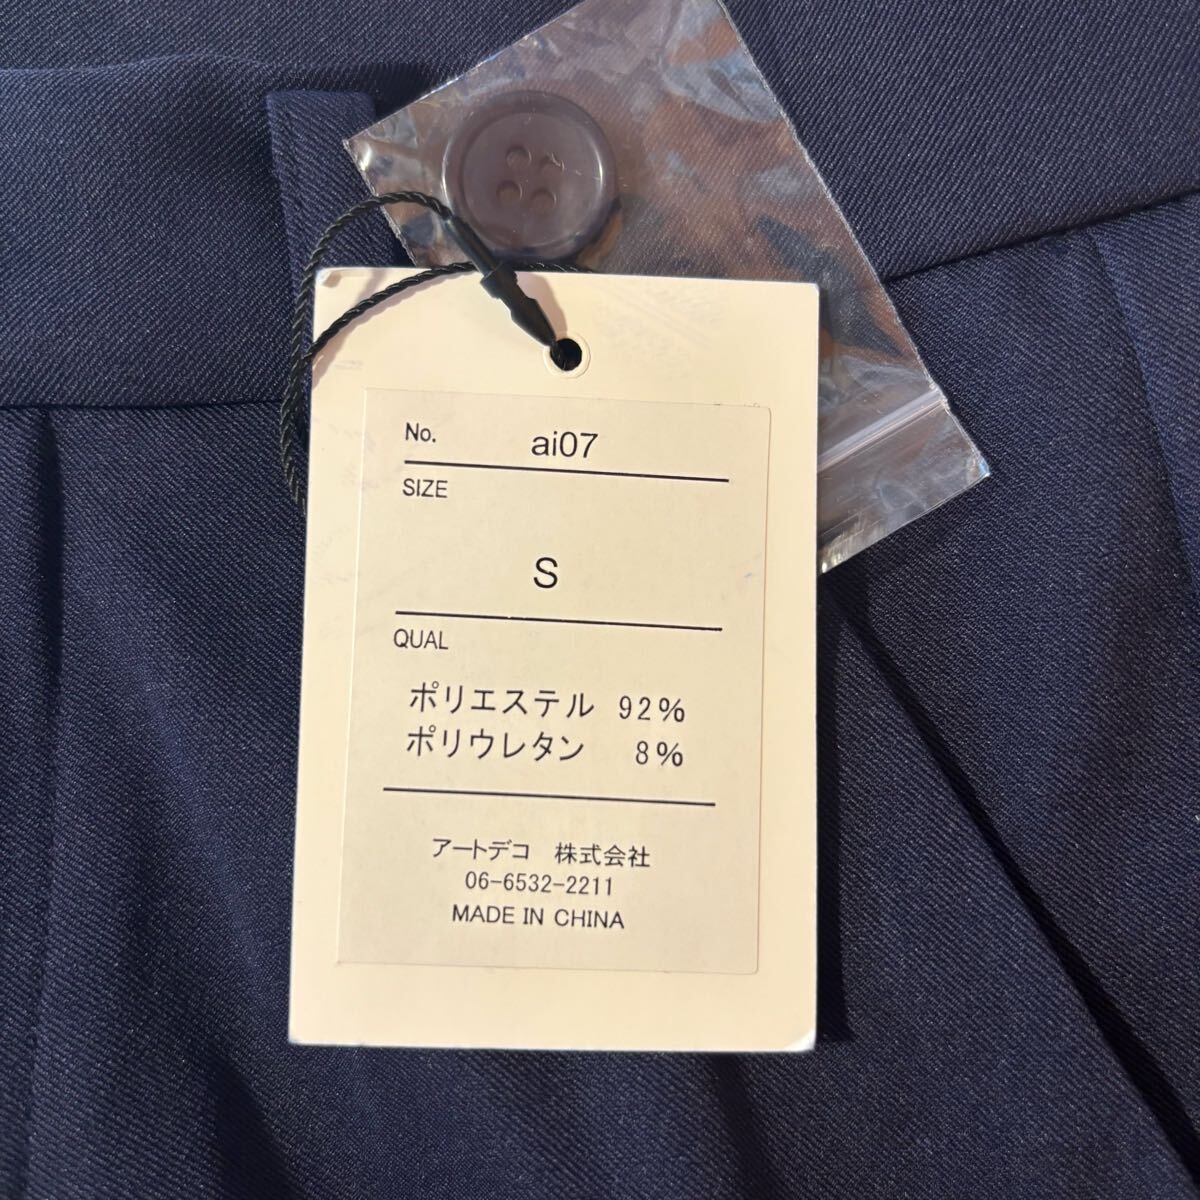 No. ai07
SIZE
S
QUAL
ポリエステル 92%
ポリウレタン 8%
アートデコ 株式会社
06-6532-2211
MADE IN CHINA